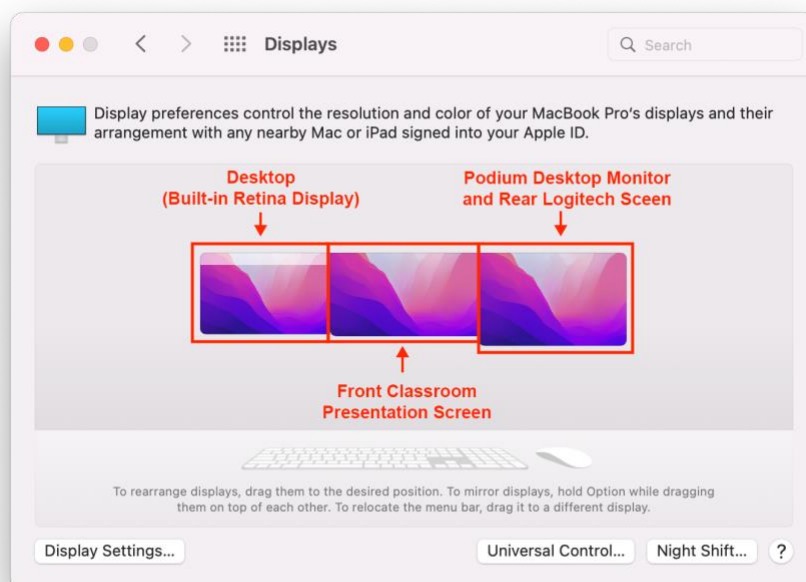 Displays
Search
Display preferences control the resolution and color of your MacBook Pro's displays and their
arrangement with any nearby Mac or iPad signed into your Apple ID.
Desktop
(Built-in Retina Display)
Podium Desktop Monitor
and Rear Logitech Sceen
Front Classroom
Presentation Screen
To rearrange displays, drag them to the desired position. To mirror displays, hold Option while dragging
them on top of each other. To relocate the menu bar, drag it to a different display.
Display Settings...
Universal Control...
Night Shift...
?